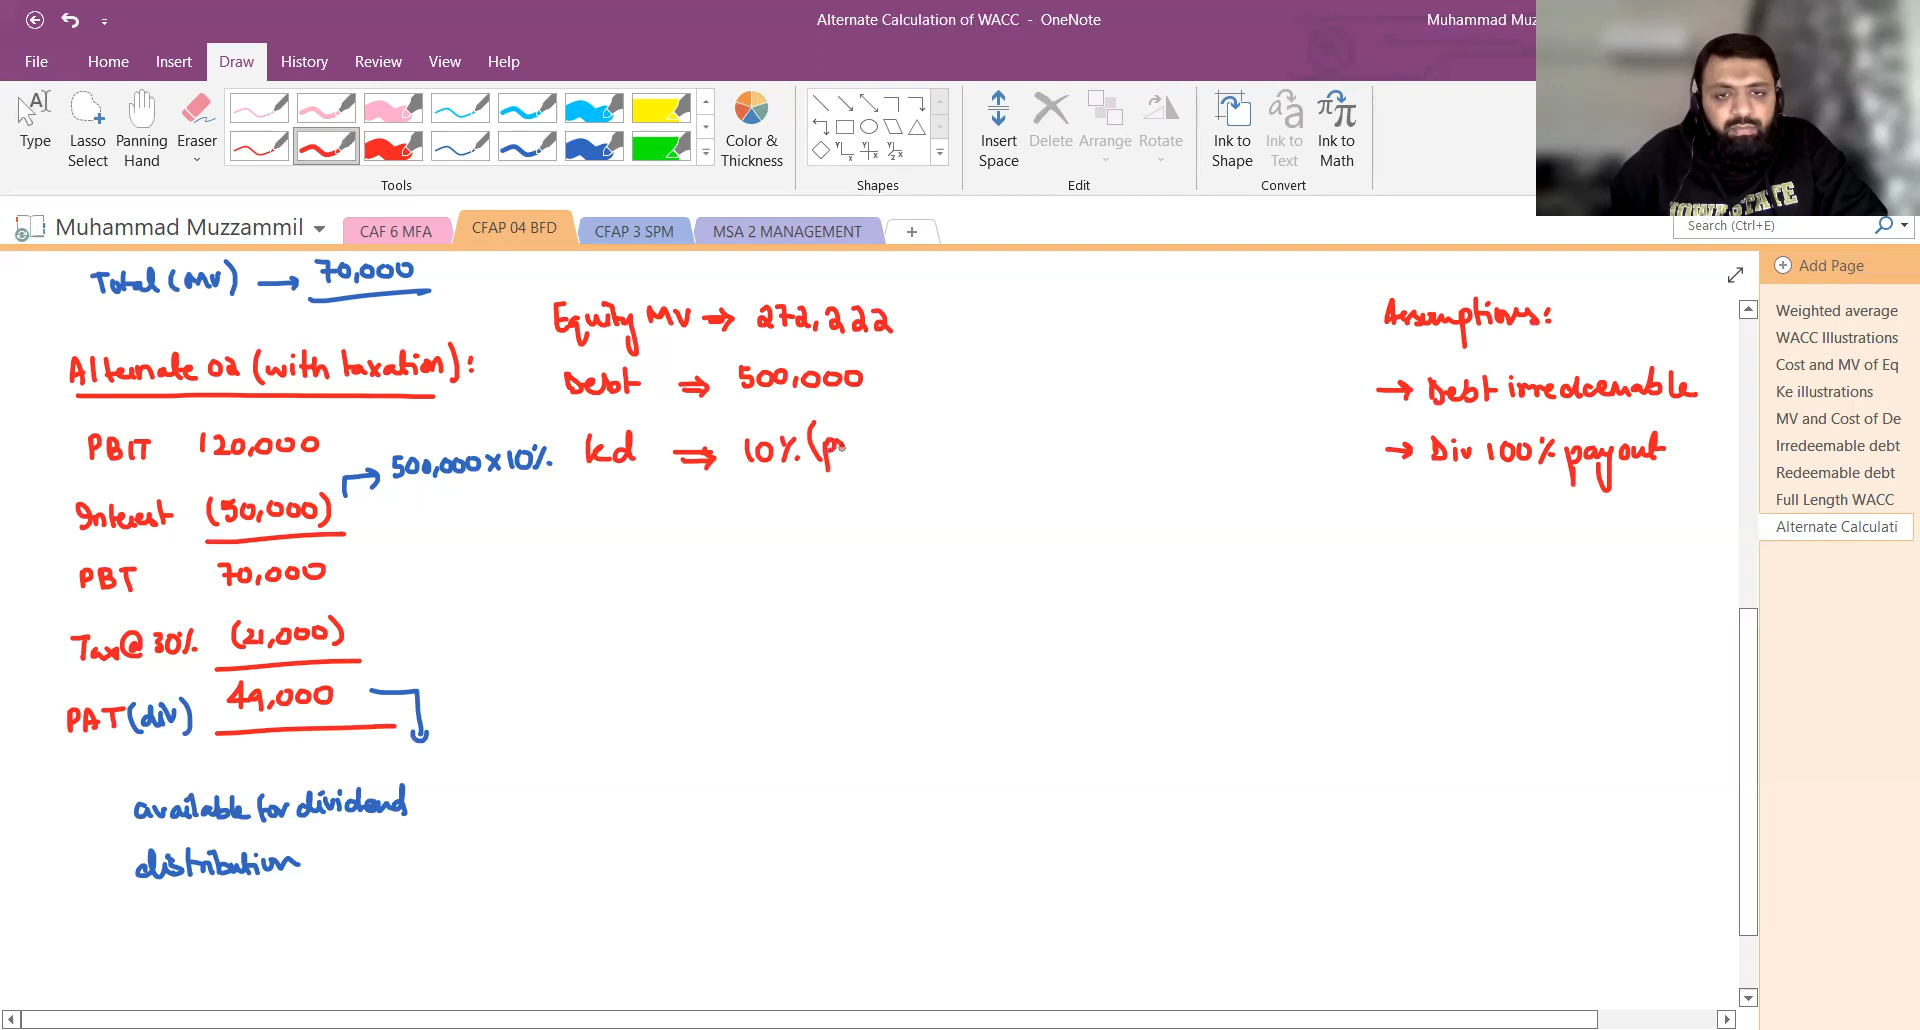 Alternate Calculation of WACC - OneNote
Muhammad Muz
File Home Insert Draw History Review View Help
Type
Lasso Select
Panning Hand
Eraser
Color & Thickness
Insert Space
Delete
Arrange
Rotate
Ink to Shape
Ink to Text
Ink to Math
Tools
Shapes
Edit
Convert
Muhammad Muzzammil
CAF 6 MFA
CFAP 04 BFD
CFAP 3 SPM
MSA 2 MANAGEMENT
Search (Ctrl+E)
Add Page
Weighted average
WACC Illustrations
Cost and MV of Eq
Ke illustrations
MV and Cost of De
Irredeemable debt
Redeemable debt
Full Length WACC
Alternate Calculati
Total (MV) → 70,000
Alternate 02 (with taxation):
PBIT 120,000
Interest (50,000) → 500,000 x 10%
PBT 70,000
Tax@ 30% (21,000)
PAT (div) 49,000
available for dividend
distribution
Equity MV → 272,222
Debt ⇒ 500,000
kd ⇒ 10% (p
Assumptions:
→ Debt irredeemable
→ Div 100% payout